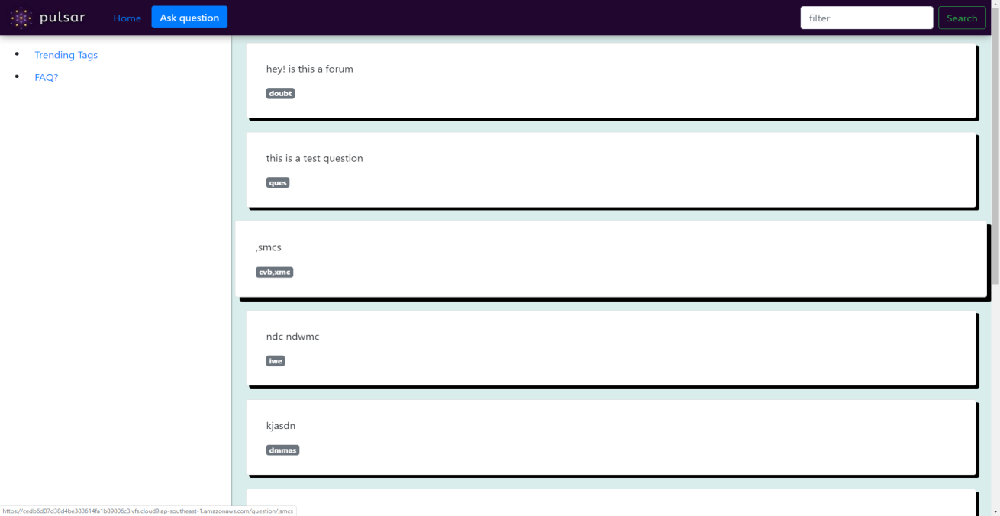 pulsar
Home
Ask question
filter
Search
Trending Tags
FAQ?
hey! is this a forum
doubt
this is a test question
ques
,smcs
cvb,xmc
ndc ndwmc
iwe
kjasdn
dmmas
https://cedb6d07d38d4be383614fa1b89806c3.vfs.cloud9.ap-southeast-1.amazonaws.com/question/,smcs